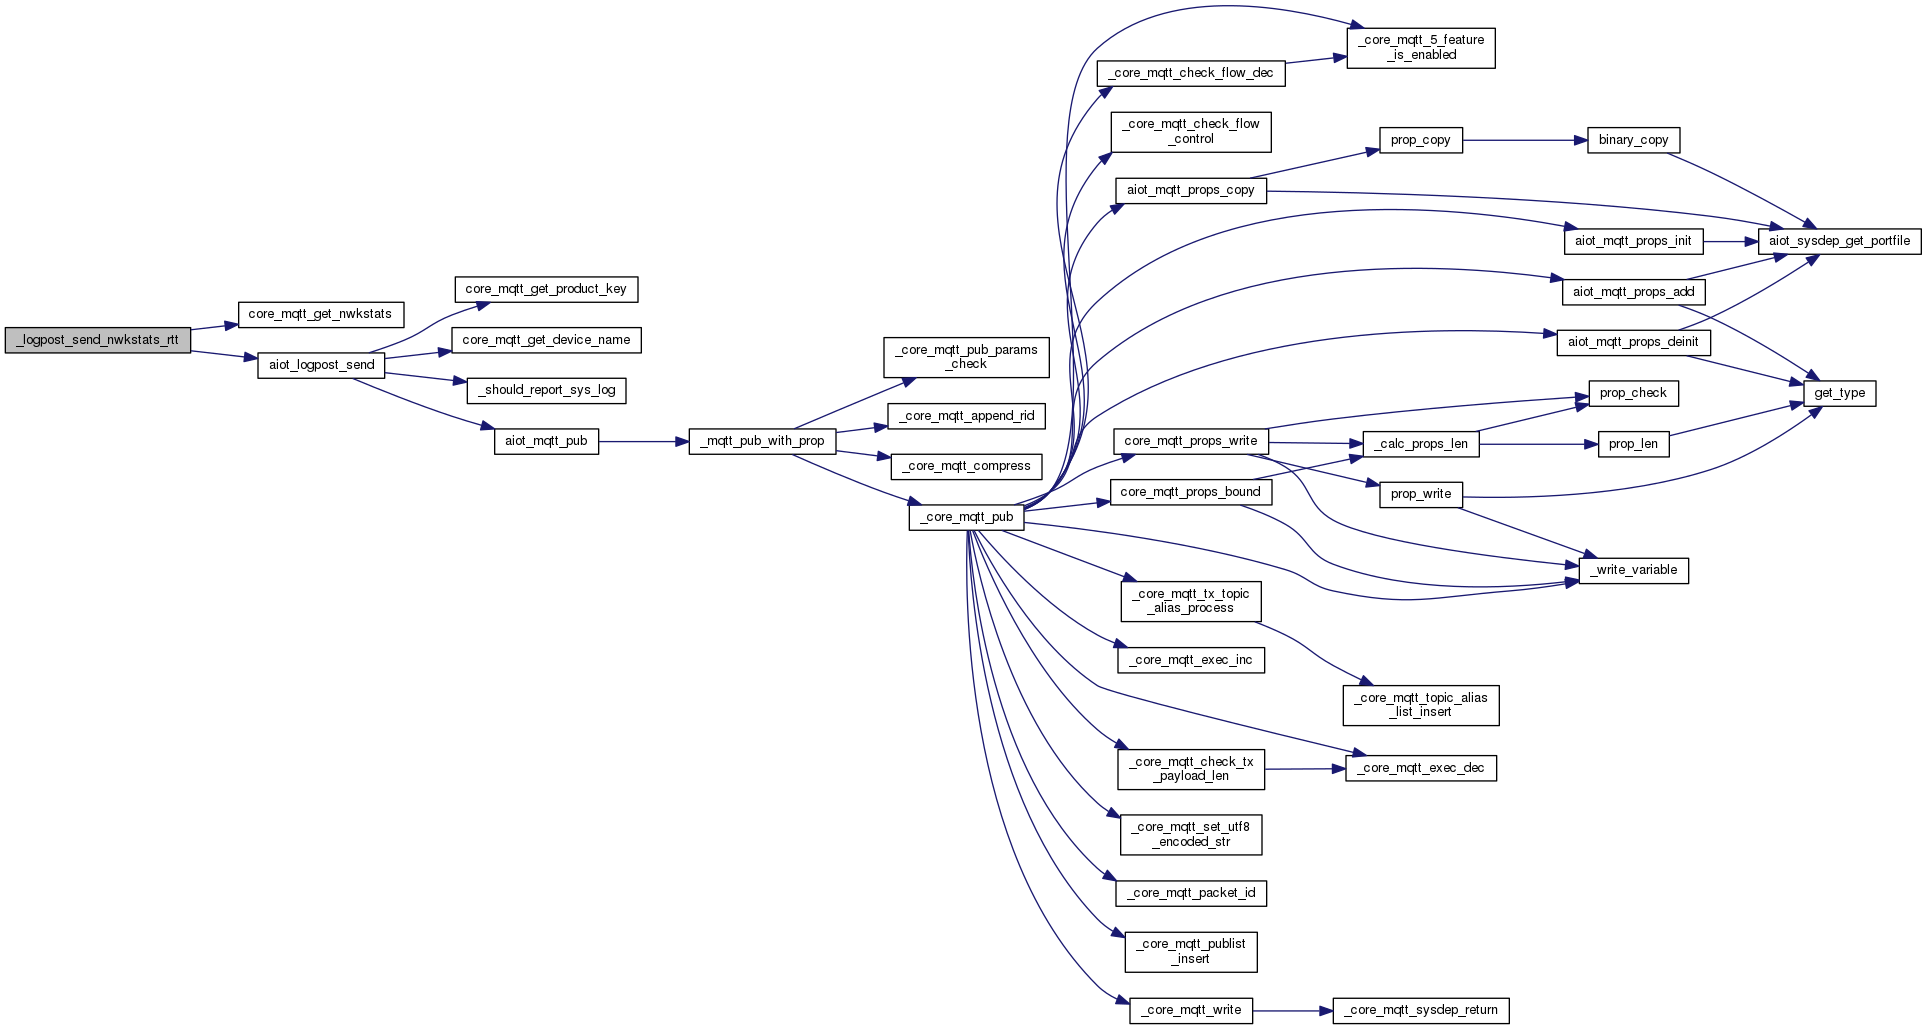 _logpost_send_nwkstats_rtt
core_mqtt_get_nwkstats
aiot_logpost_send
core_mqtt_get_product_key
core_mqtt_get_device_name
_should_report_sys_log
aiot_mqtt_pub
_mqtt_pub_with_prop
_core_mqtt_pub_params
_check
_core_mqtt_append_rid
_core_mqtt_compress
_core_mqtt_pub
_core_mqtt_5_feature
_is_enabled
_core_mqtt_check_flow_dec
_core_mqtt_check_flow
_control
aiot_mqtt_props_copy
prop_copy
binary_copy
aiot_sysdep_get_portfile
aiot_mqtt_props_init
aiot_mqtt_props_add
aiot_mqtt_props_deinit
get_type
core_mqtt_props_write
prop_check
_calc_props_len
prop_len
core_mqtt_props_bound
prop_write
_write_variable
_core_mqtt_tx_topic
_alias_process
_core_mqtt_exec_inc
_core_mqtt_topic_alias
_list_insert
_core_mqtt_check_tx
_payload_len
_core_mqtt_exec_dec
_core_mqtt_set_utf8
_encoded_str
_core_mqtt_packet_id
_core_mqtt_publist
_insert
_core_mqtt_write
_core_mqtt_sysdep_return